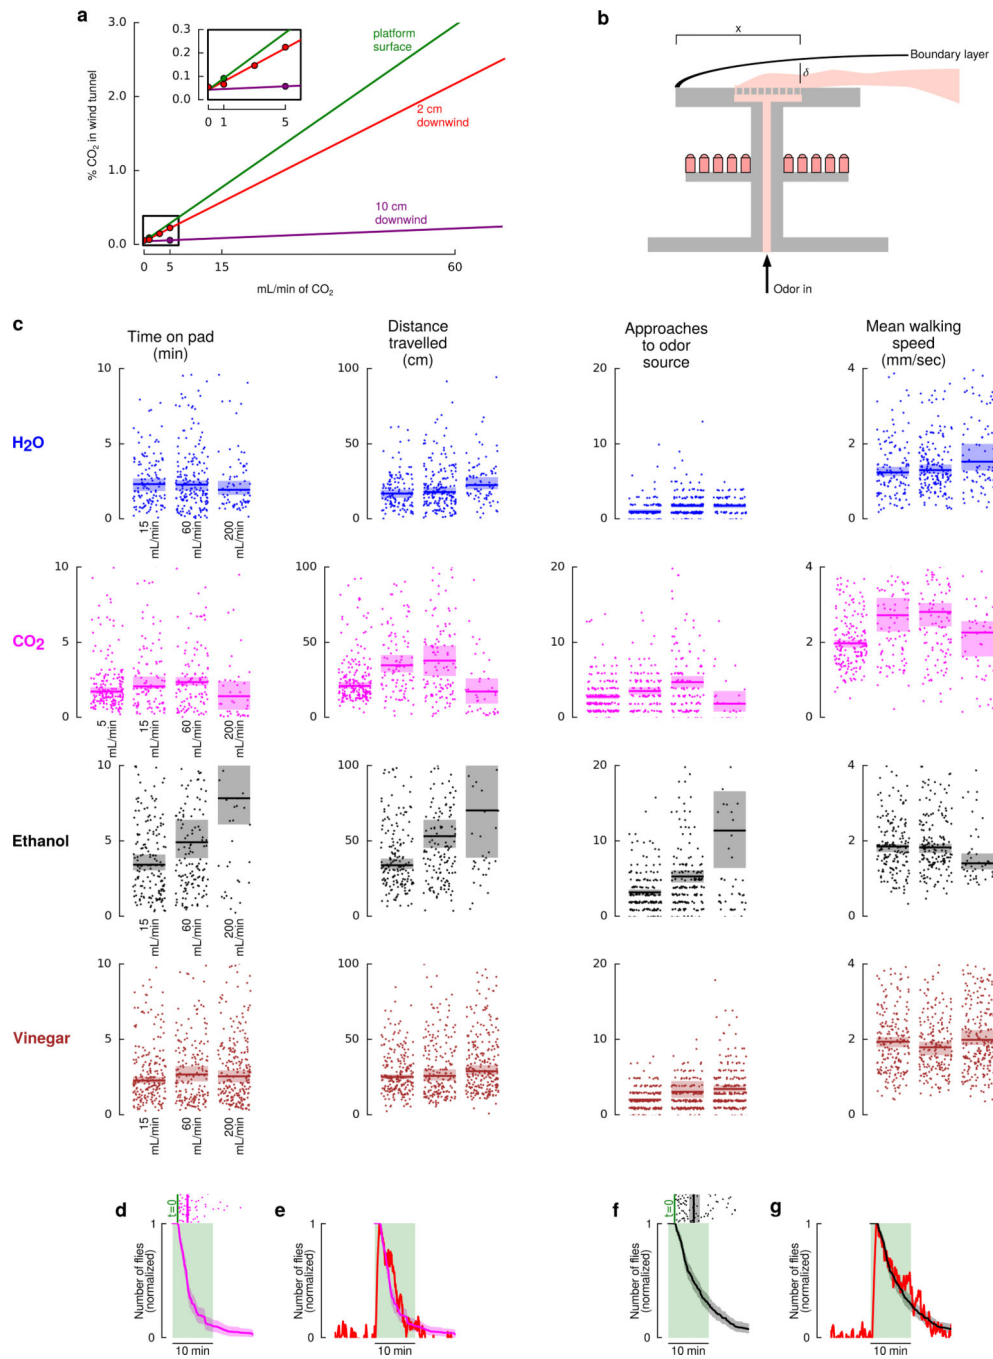 a
3.0
2.0
1.0
0.0
% CO2 in wind tunnel
0.3
0.2
0.1
0.0
0 1 5
platform
surface
2 cm
downwind
10 cm
downwind
0 5 15 60
mL/min of CO2
b
x
Boundary layer
δ
Odor in
c
Time on pad
(min)
Distance
travelled
(cm)
Approaches
to odor
source
Mean walking
speed
(mm/sec)
H2O
10
5
0
15 mL/min
60 mL/min
200 mL/min
100
50
0
20
10
0
4
2
0
CO2
10
5
0
5 mL/min
15 mL/min
60 mL/min
200 mL/min
100
50
0
20
10
0
4
2
0
Ethanol
10
5
0
15 mL/min
60 mL/min
200 mL/min
100
50
0
20
10
0
4
2
0
Vinegar
10
5
0
15 mL/min
60 mL/min
200 mL/min
100
50
0
20
10
0
4
2
0
d
t=0
1
0
Number of flies
(normalized)
10 min
e
1
0
Number of flies
(normalized)
10 min
f
t=0
1
0
Number of flies
(normalized)
10 min
g
1
0
Number of flies
(normalized)
10 min